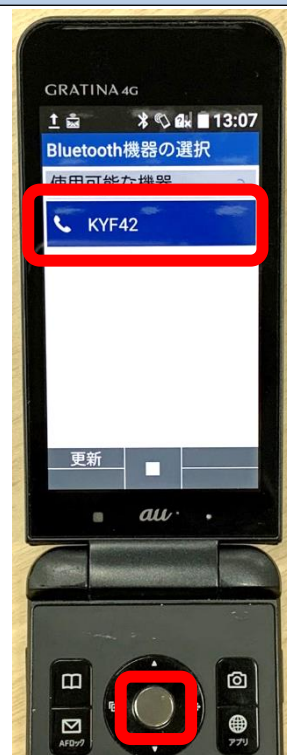 GRATINA 4G
13:07
Bluetooth機器の選択
使用可能な機器
KYF42
更新
au
AFロック
アプリ